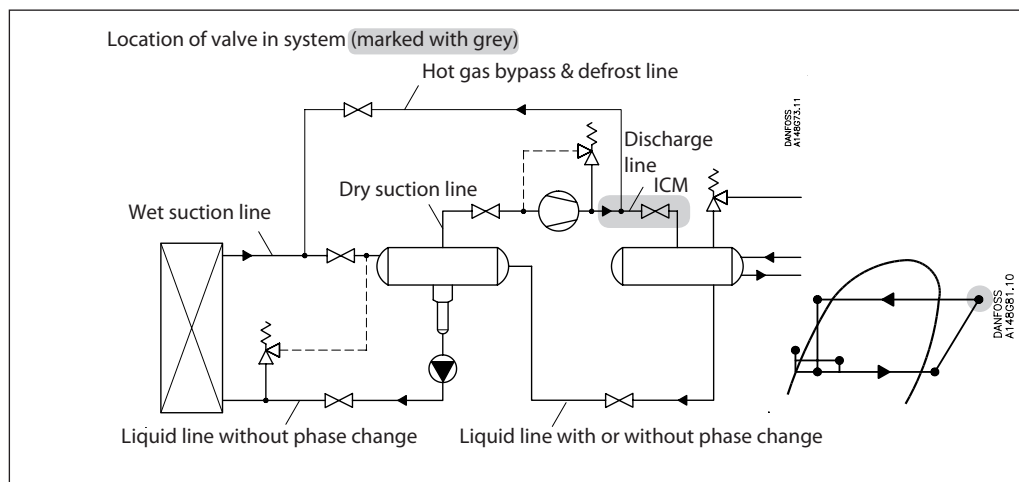 Location of valve in system (marked with grey)
Hot gas bypass & defrost line
DANFOSS
A148G73.11
Discharge
line
ICM
Dry suction line
Wet suction line
DANFOSS
A148G81.10
Liquid line without phase change
Liquid line with or without phase change